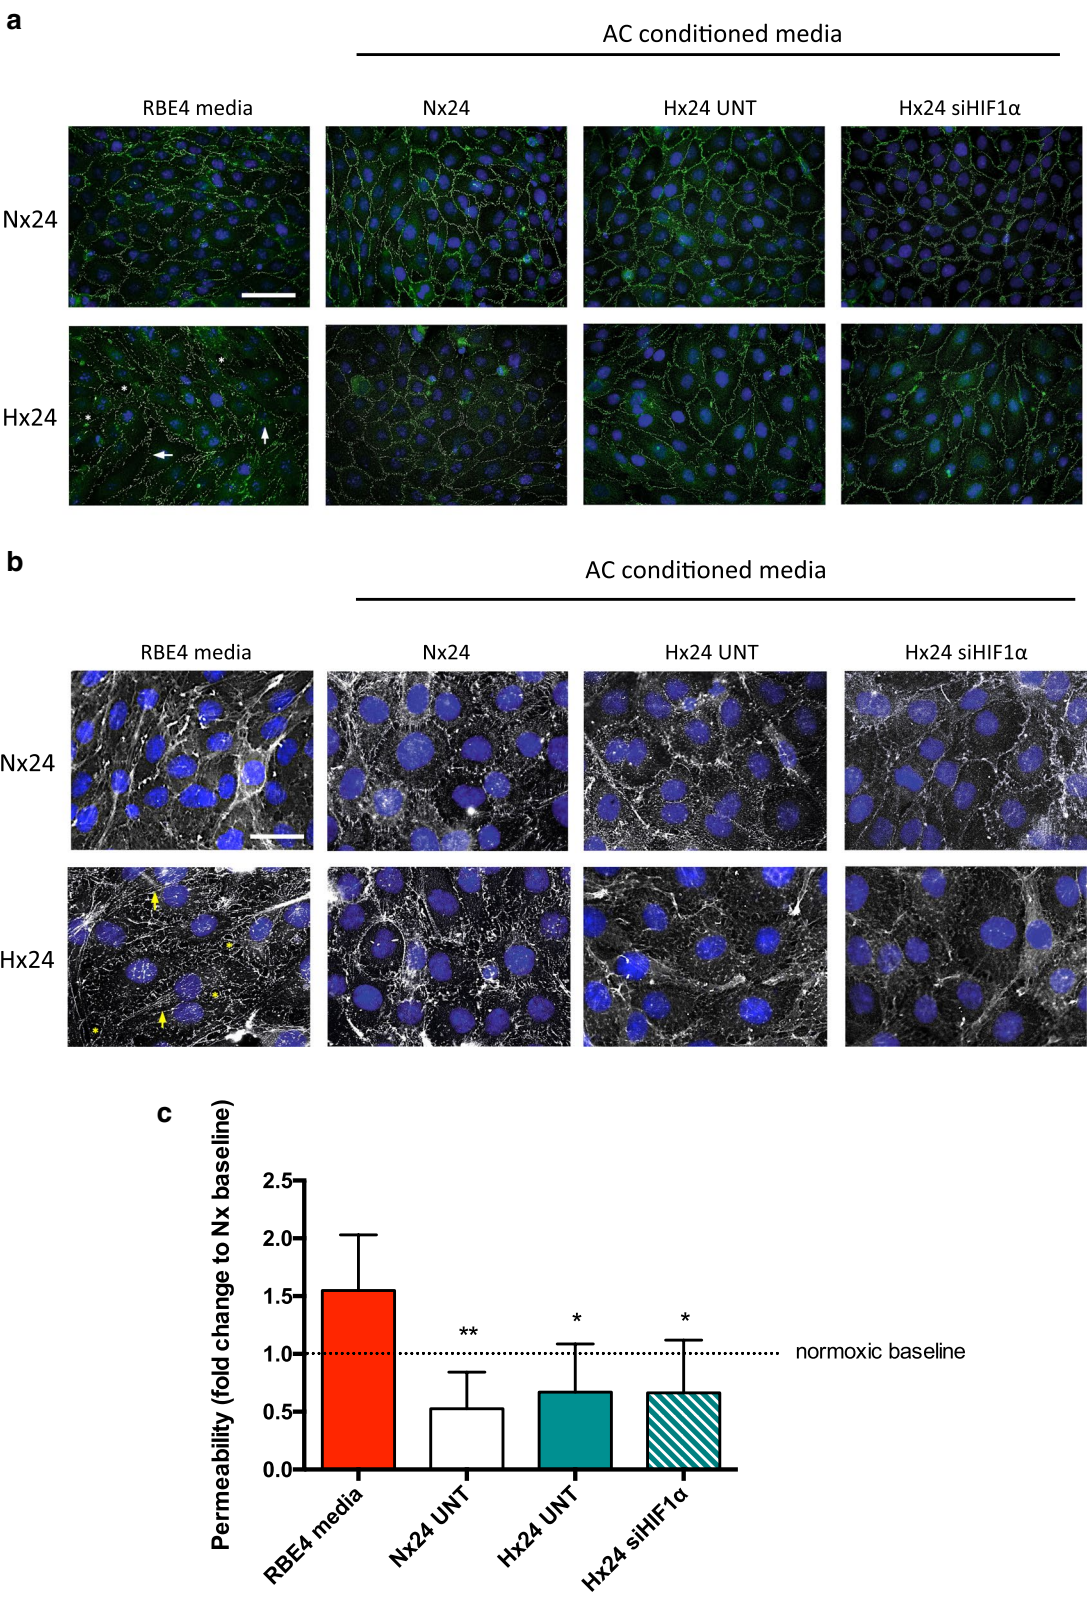 a
AC conditioned media
RBE4 media
Nx24
Hx24 UNT
Hx24 siHIF1α
Nx24
*
*
*
Hx24
b
AC conditioned media
RBE4 media
Nx24
Hx24 UNT
Hx24 siHIF1α
Nx24
*
*
*
Hx24
c
Permeability (fold change to Nx baseline)
2.5
2.0
1.5
1.0
0.5
0.0
**
*
*
normoxic baseline
RBE4 media
Nx24 UNT
Hx24 UNT
Hx24 siHIF1α